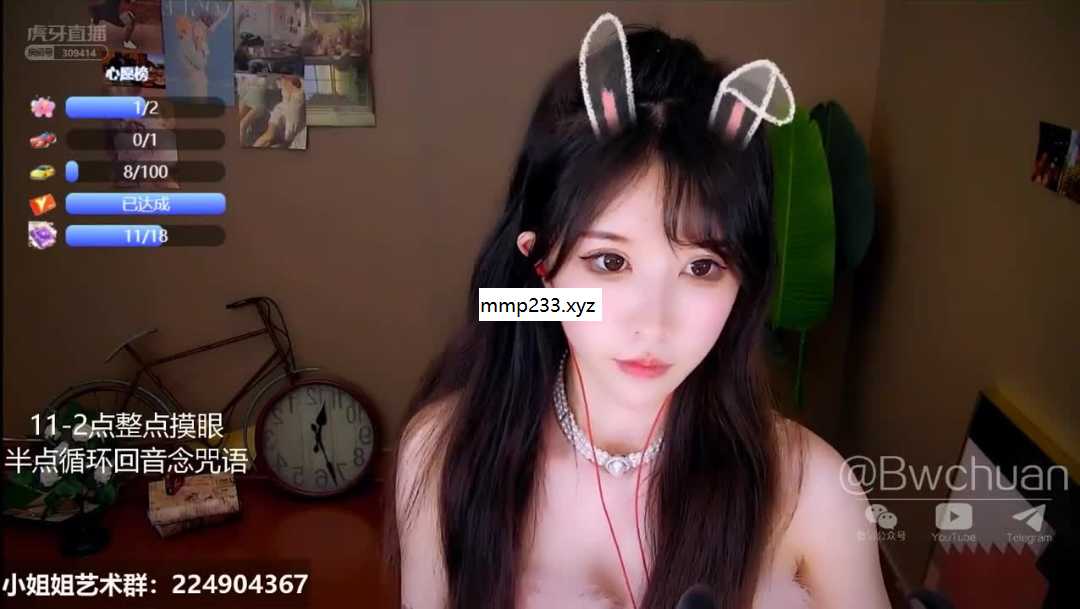 虎牙直播
房间号 309414
心愿榜
1/2
0/1
8/100
已达成
11/18
mmp233.xyz
11-2点整点摸眼
半点循环回音念咒语
@Bwchuan
微信公众号 YouTube Telegram
小姐姐艺术群：224904367